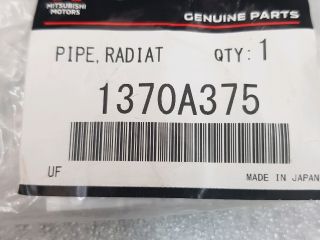 MITSUBISHI
MOTORS
GENUINE PARTS
PIPE, RADIAT QTY: 1
1370A375
UF
MADE IN JAPAN